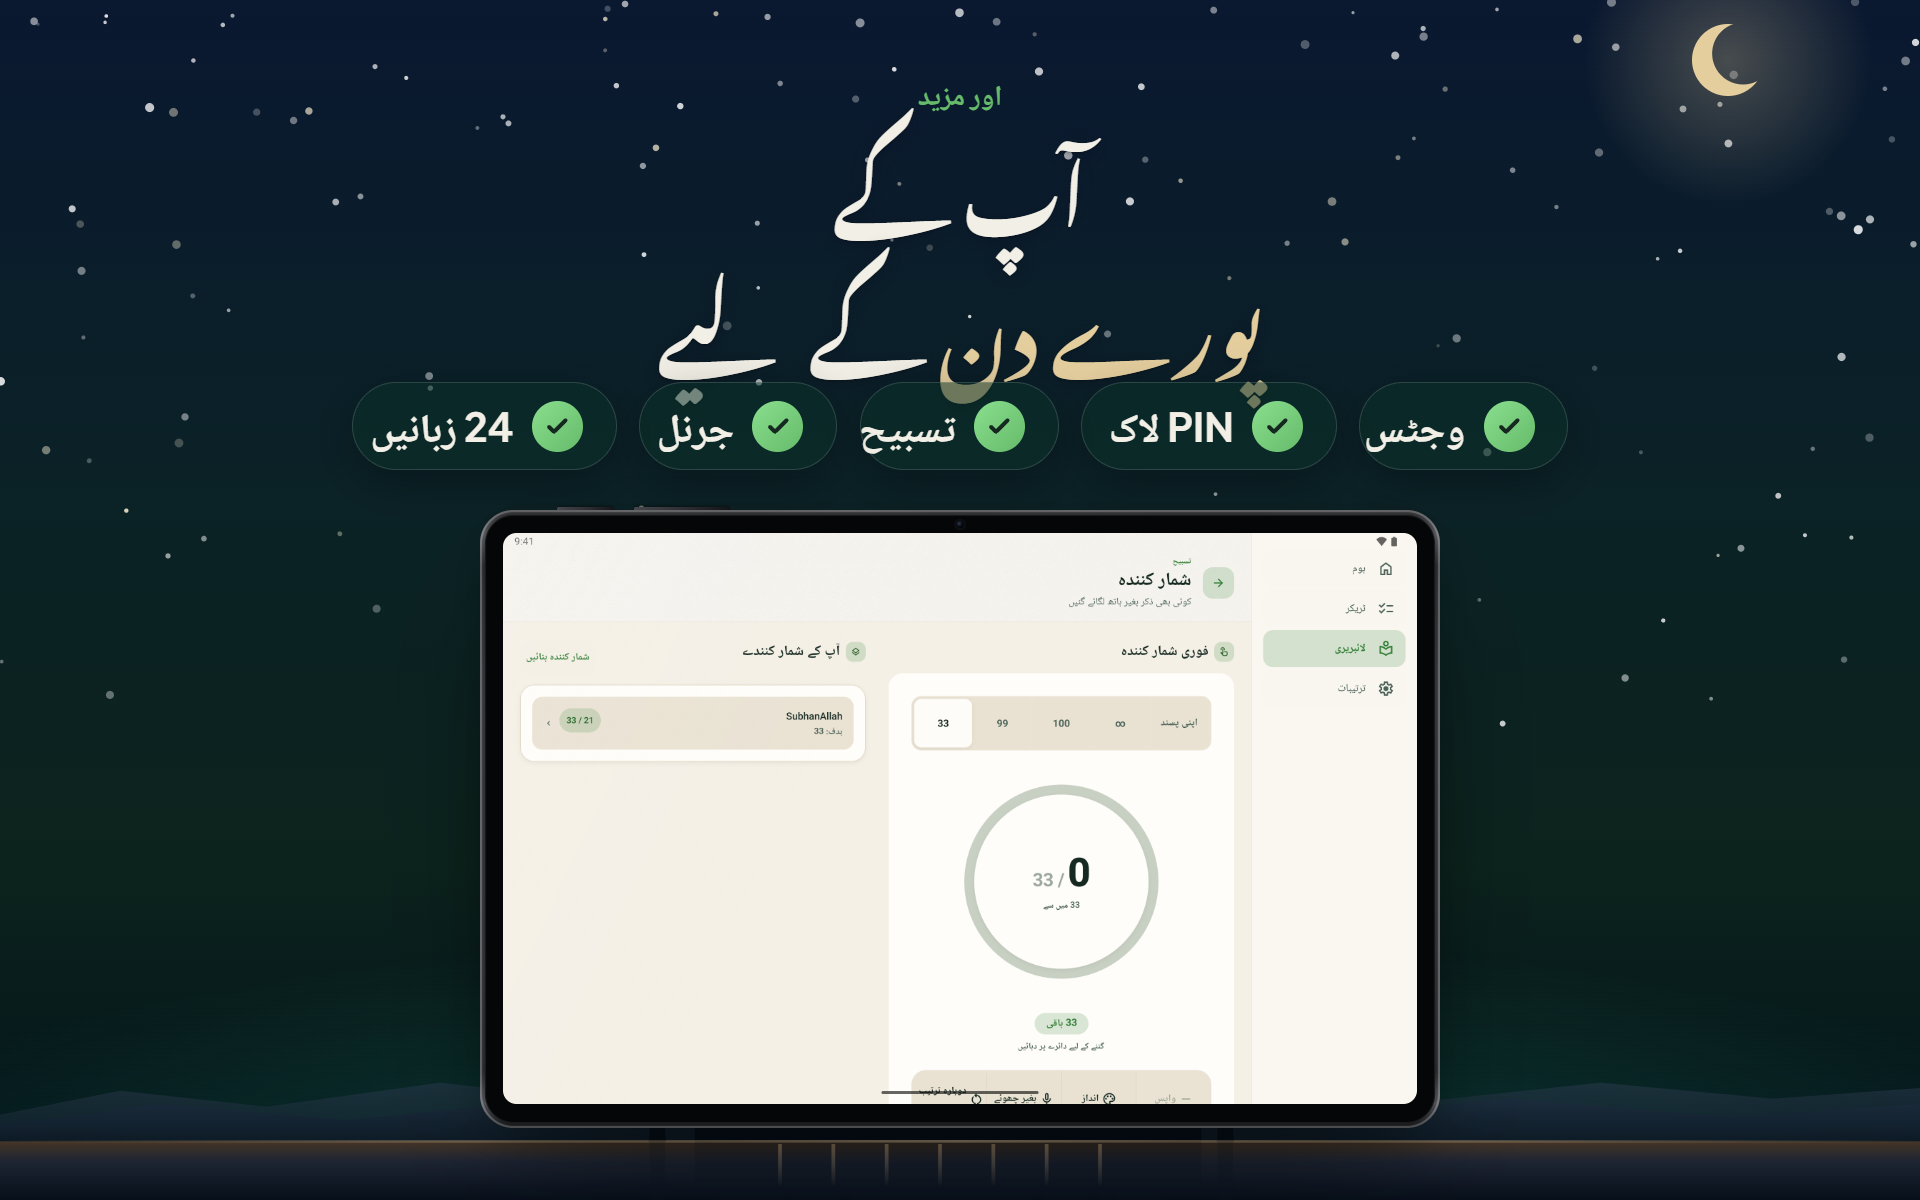 اور مزید
آپ کے
پورے دن کے لیے
وجٹس
PIN لاک
تسبیح
جرنل
24 زبانیں
9:41
ہوم
ٹریکر
لائبریری
ترتیبات
تسبیح
شمار کنندہ
کوئی بھی ذکر بغیر ہاتھ لگائے گنیں
فوری شمار کنندہ
اپنی پسند
∞
100
99
33
0 / 33
33 میں سے
33 باقی
گننے کے لیے دائرے پر دبائیں
واپس
انداز
بغیر چھوئے
دوبارہ ترتیب
آپ کے شمار کنندے
شمار کنندہ بنائیں
SubhanAllah
ہدف: 33
21 / 33